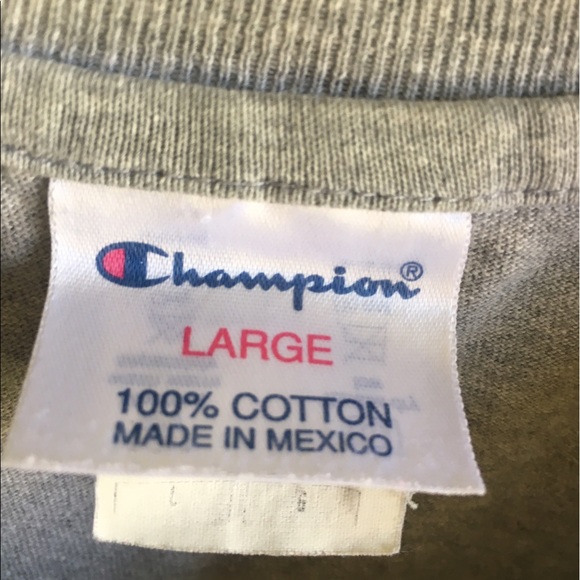 Champion®
LARGE
100% COTTON
MADE IN MEXICO